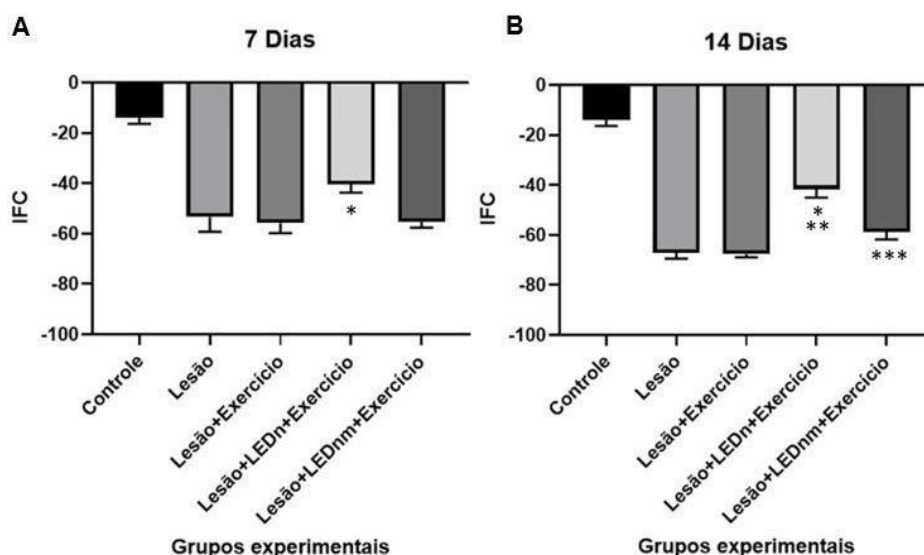 A
7 Dias
IFC
0
-20
-40
-60
-80
-100
*
Controle
Lesão
Lesão+Exercício
Lesão+LEDn+Exercício
Lesão+LEDnm+Exercício
Grupos experimentais
B
14 Dias
IFC
0
-20
-40
-60
-80
-100
*
**
***
Controle
Lesão
Lesão+Exercício
Lesão+LEDn+Exercício
Lesão+LEDnm+Exercício
Grupos experimentais